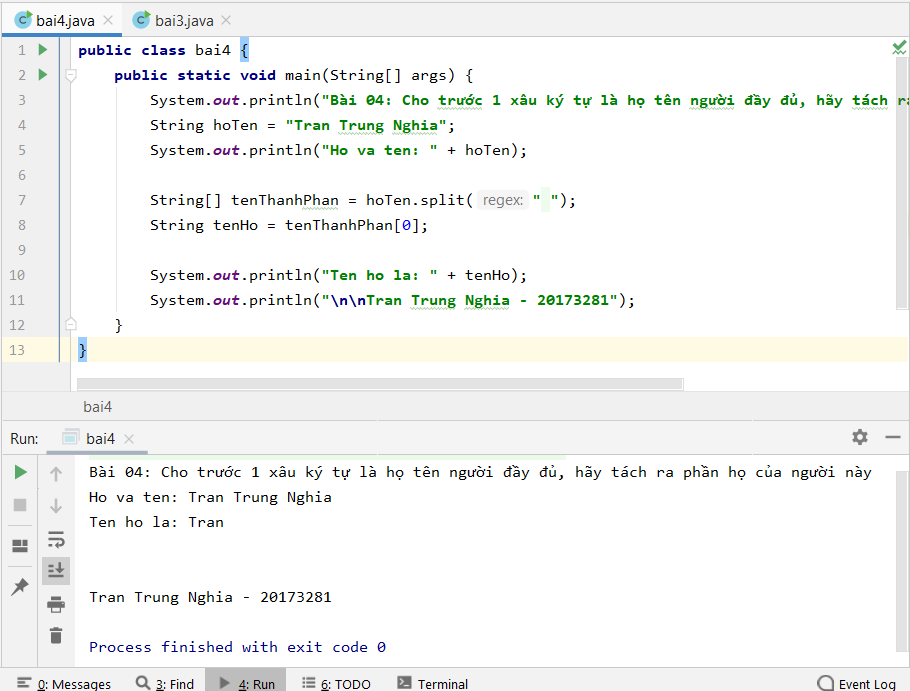 bai4.java bai3.java
1 public class bai4 {
2 public static void main(String[] args) {
3 System.out.println("Bài 04: Cho trước 1 xâu ký tự là họ tên người đầy đủ, hãy tách ra
4 String hoTen = "Tran Trung Nghia";
5 System.out.println("Ho va ten: " + hoTen);
6
7 String[] tenThanhPhan = hoTen.split( regex: " ");
8 String tenHo = tenThanhPhan[0];
9
10 System.out.println("Ten ho la: " + tenHo);
11 System.out.println("\n\nTran Trung Nghia - 20173281");
12 }
13 }
bai4
Run: bai4
Bài 04: Cho trước 1 xâu ký tự là họ tên người đầy đủ, hãy tách ra phần họ của người này
Ho va ten: Tran Trung Nghia
Ten ho la: Tran
Tran Trung Nghia - 20173281
Process finished with exit code 0
0: Messages 3: Find 4: Run 6: TODO Terminal Event Log